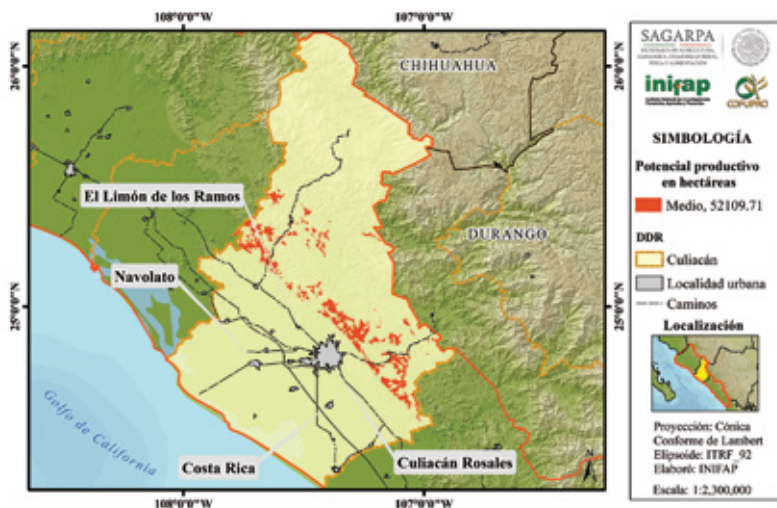 108°0'0"W
107°0'0"W
26°0'0"N
25°0'0"N
26°0'0"N
25°0'0"N
CHIHUAHUA
El Limón de los Ramos
DURANGO
Navolato
Golfo de California
Costa Rica
Culiacán Rosales
108°0'0"W
107°0'0"W
SAGARPA
inifap
COFUPRO
SIMBOLOGÍA
Potencial productivo
en hectáreas
Medio, 52109.71
DDR
Culiacán
Localidad urbana
Caminos
Localización
Proyección: Cónica
Conforme de Lambert
Elipsoide: ITRF_92
Elaboró: INIFAP
Escala: 1:2,300,000